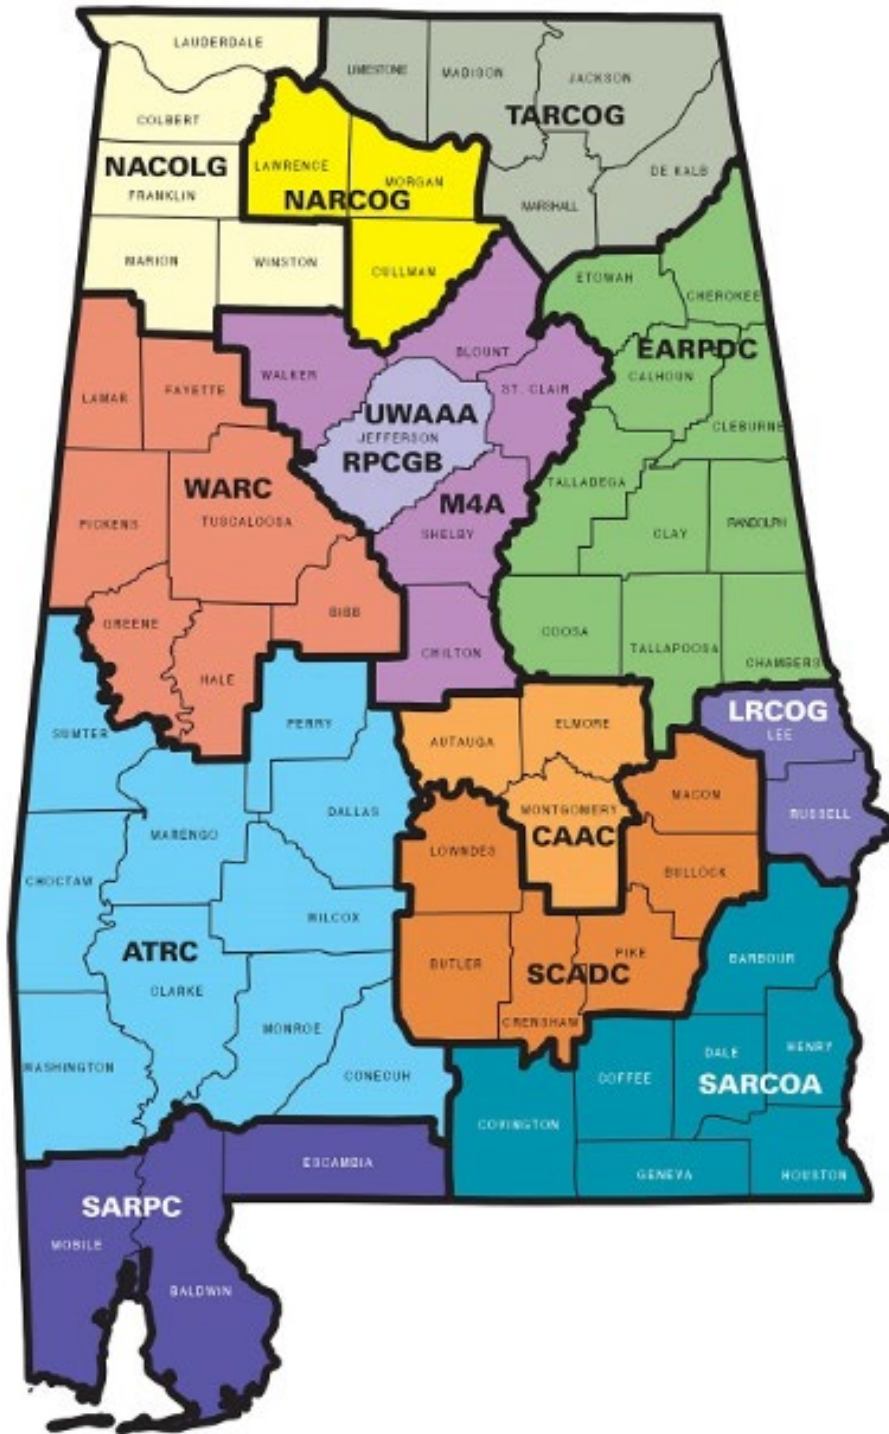 LAUDERDALE
LIMESTONE
MADISON
JACKSON
TARCOG
COLBERT
NACOLG
FRANKLIN
LAWRENCE
MORGAN
NARCOG
DE KALB
MARSHALL
MARION
WINSTON
CULLMAN
ETOWAH
CHEROKEE
EARPDC
CALHOUN
CLEBURNE
WALKER
BLOUNT
ST. CLAIR
UWAAA
JEFFERSON
RPCGB
LAMAR
FAYETTE
WARC
TUSCALOOSA
PICKENS
M4A
SHELBY
TALLADEGA
CLAY
RANDOLPH
GREENE
HALE
BIBB
CHILTON
COOSA
TALLAPOOSA
CHAMBERS
LRCOG
LEE
RUSSELL
SUMTER
PERRY
AUTAUGA
ELMORE
MONTGOMERY
CAAC
MACON
BULLOCK
MARENGO
DALLAS
LOWNDES
CHOCTAW
WILCOX
ATRC
CLARKE
BUTLER
PIKE
SCADC
CRENSHAW
BARBOUR
MONROE
WASHINGTON
CONECUH
COFFEE
DALE
HENRY
SARCOA
COVINGTON
GENEVA
HOUSTON
ESCAMBIA
SARPC
MOBILE
BALDWIN